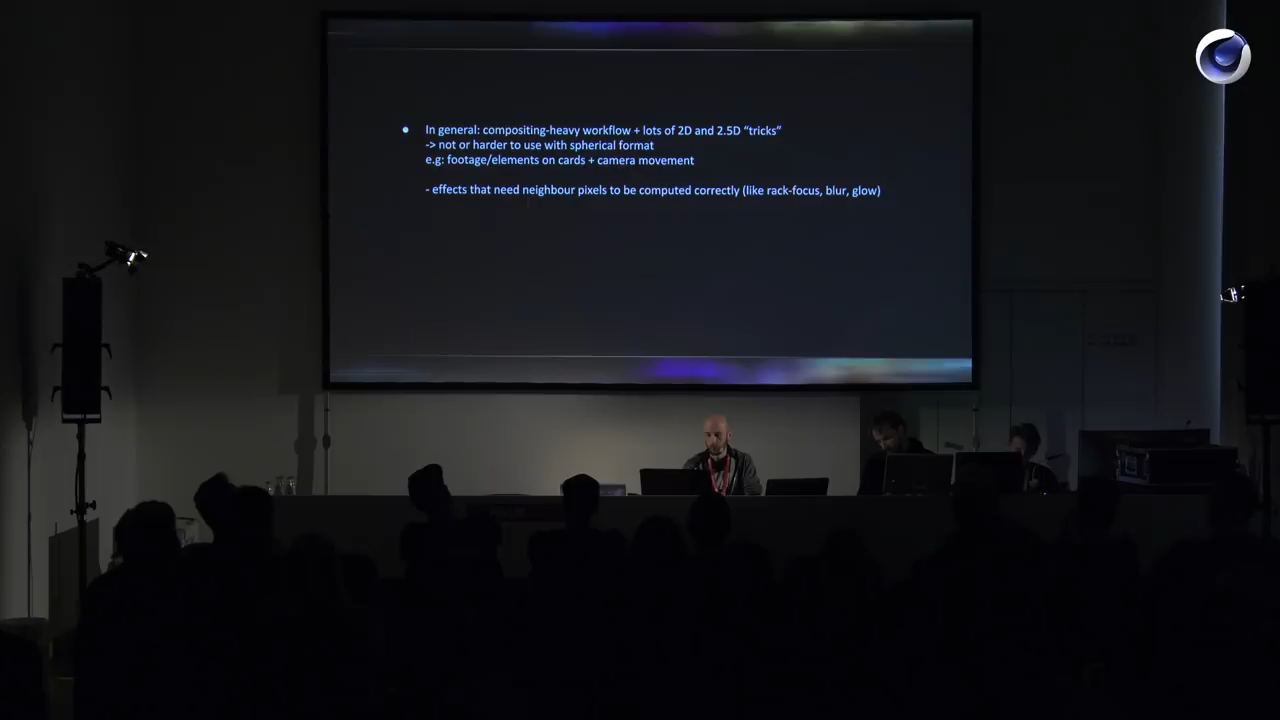 In general: compositing-heavy workflow + lots of 2D and 2.5D “tricks”
-> not or harder to use with spherical format
e.g: footage/elements on cards + camera movement
- effects that need neighbour pixels to be computed correctly (like rack-focus, blur, glow)